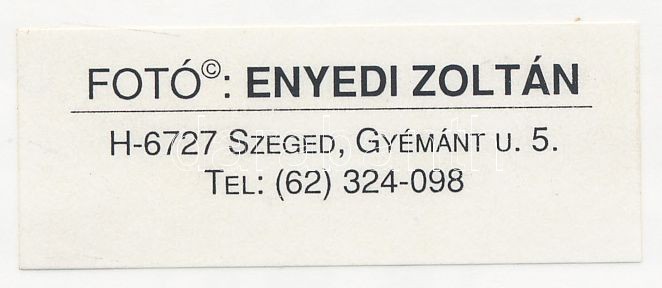 FOTÓ©: ENYEDI ZOLTÁN
H-6727 SZEGED, GYÉMÁNT U. 5.
TEL: (62) 324-098